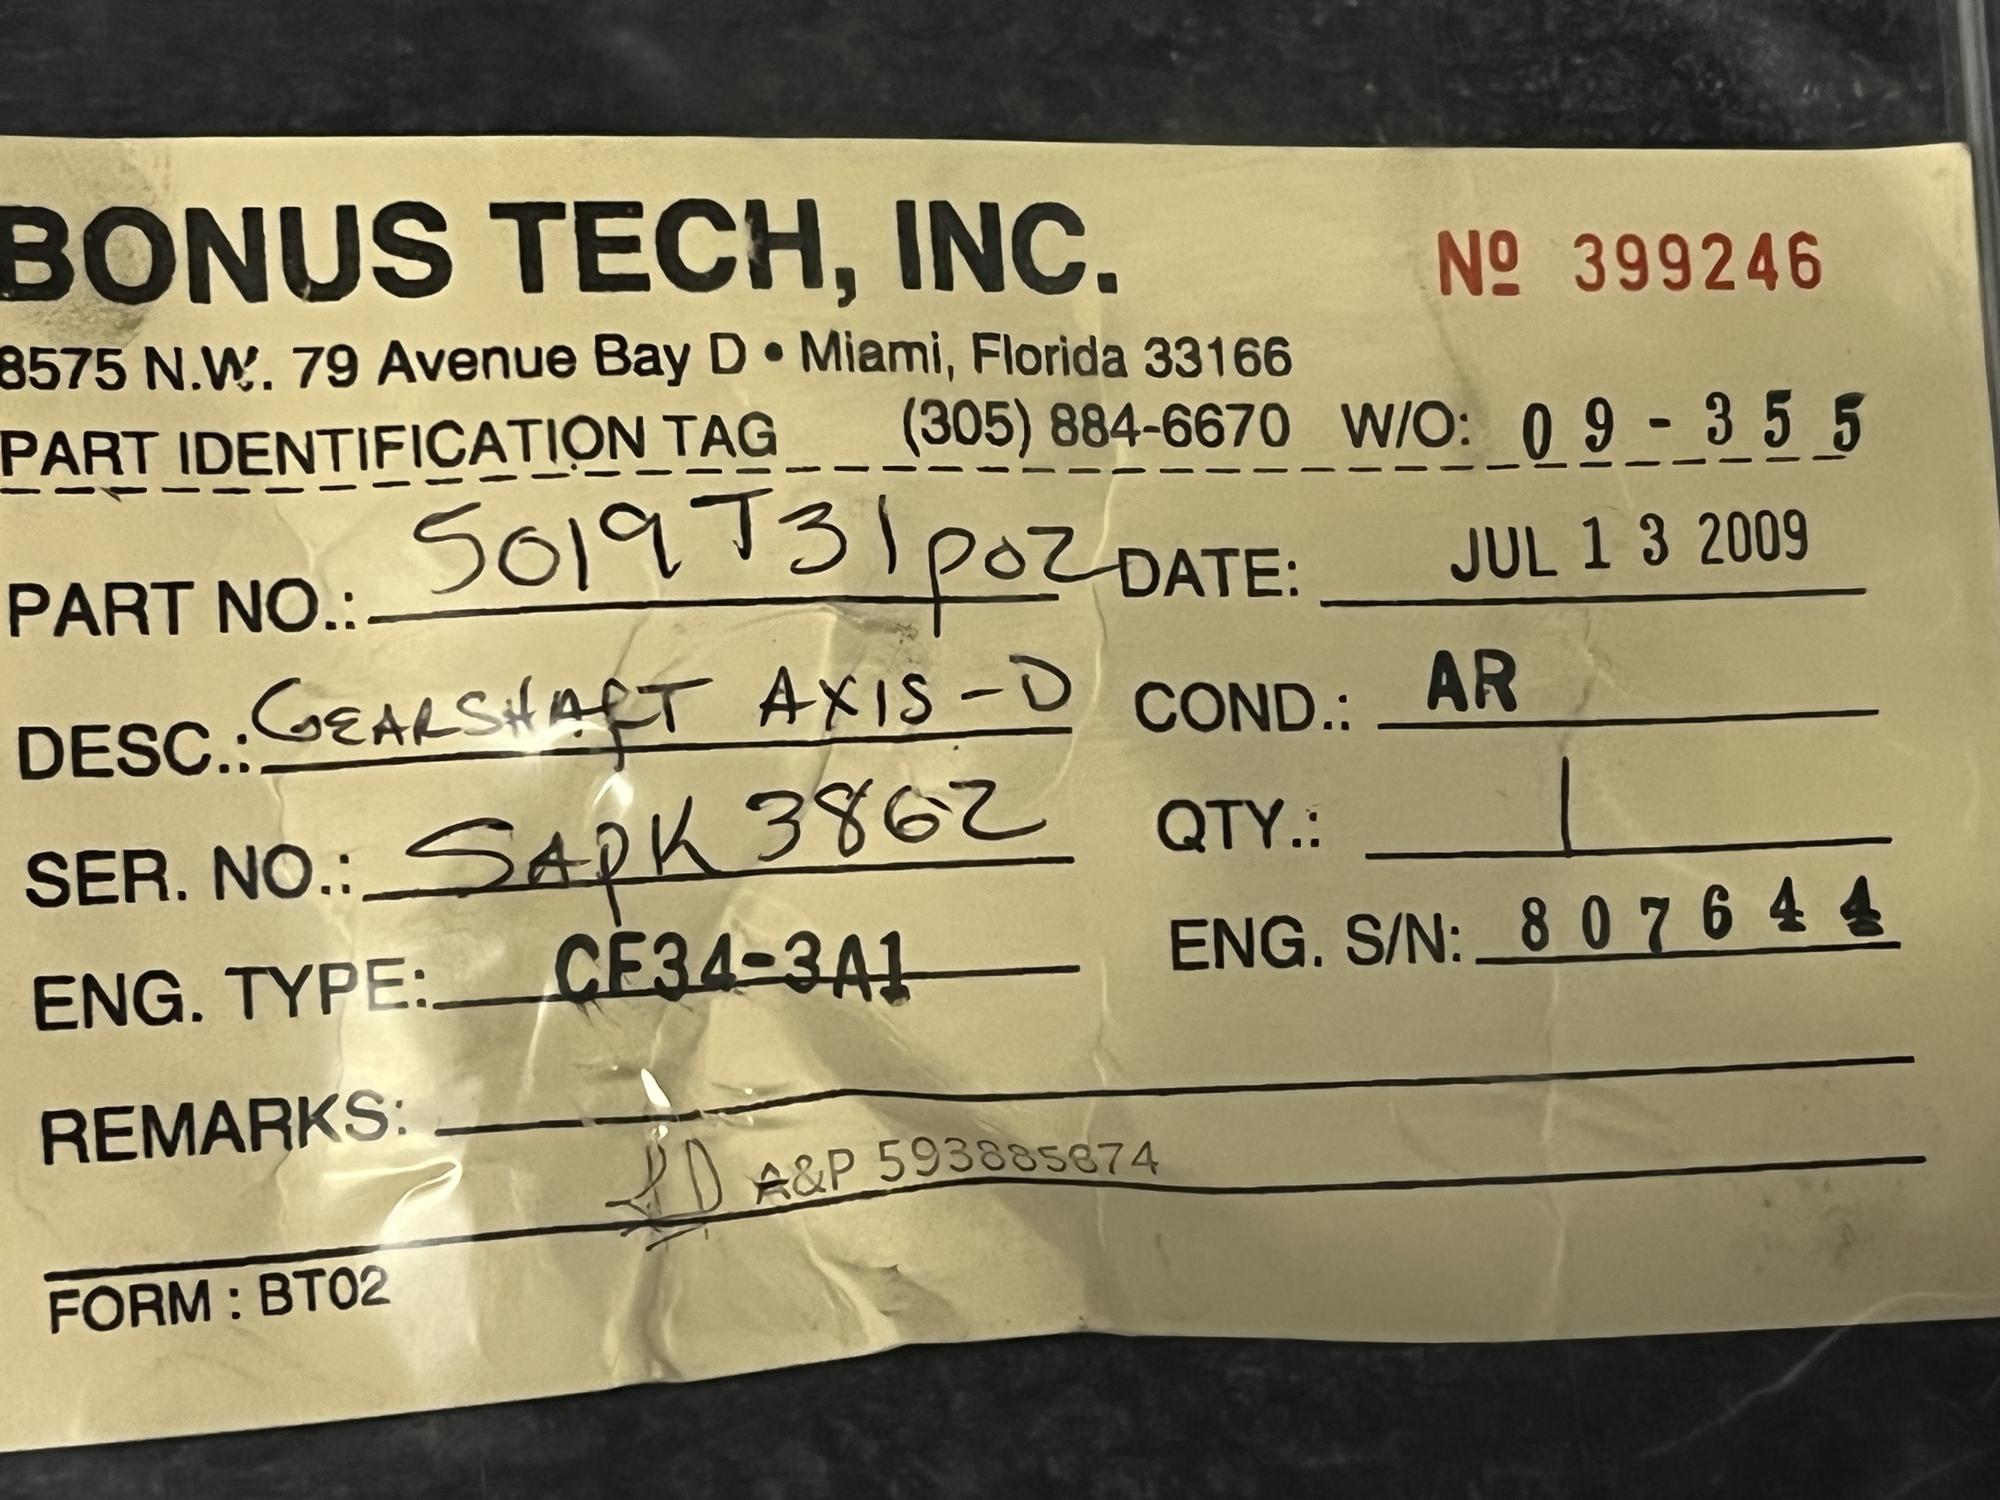 BONUS TECH, INC. Nº 399246
8575 N.W. 79 Avenue Bay D • Miami, Florida 33166
PART IDENTIFICATION TAG (305) 884-6670 W/O: 09-355
PART NO.: 5019T31p02 DATE: JUL 13 2009
DESC.: GEARSHAFT AXIS-D COND.: AR
SER. NO.: SAPK3862 QTY.: 1
ENG. TYPE: CF34-3A1 ENG. S/N: 807644
REMARKS:
A&P 593885874
FORM : BT02